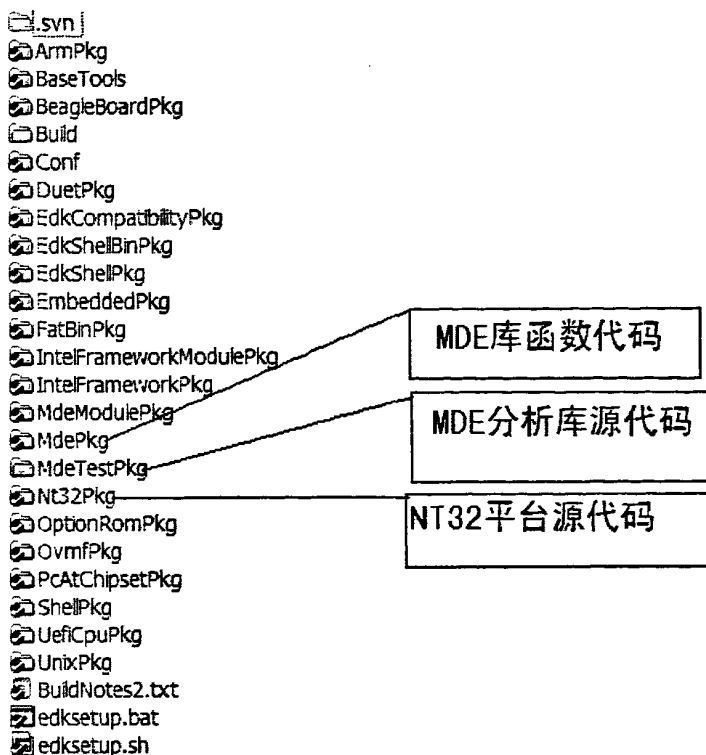 .svn
ArmPkg
BaseTools
BeagleBoardPkg
Build
Conf
DuetPkg
EdkCompatibilityPkg
EdkShellBinPkg
EdkShellPkg
EmbeddedPkg
FatBinPkg
IntelFrameworkModulePkg
IntelFrameworkPkg
MdeModulePkg
MdePkg
MdeTestPkg
Nt32Pkg
OptionRomPkg
OvmfPkg
PcAtChipsetPkg
ShellPkg
UefiCpuPkg
UnixPkg
BuildNotes2.txt
edksetup.bat
edksetup.sh
MDE库函数代码
MDE分析库源代码
NT32平台源代码